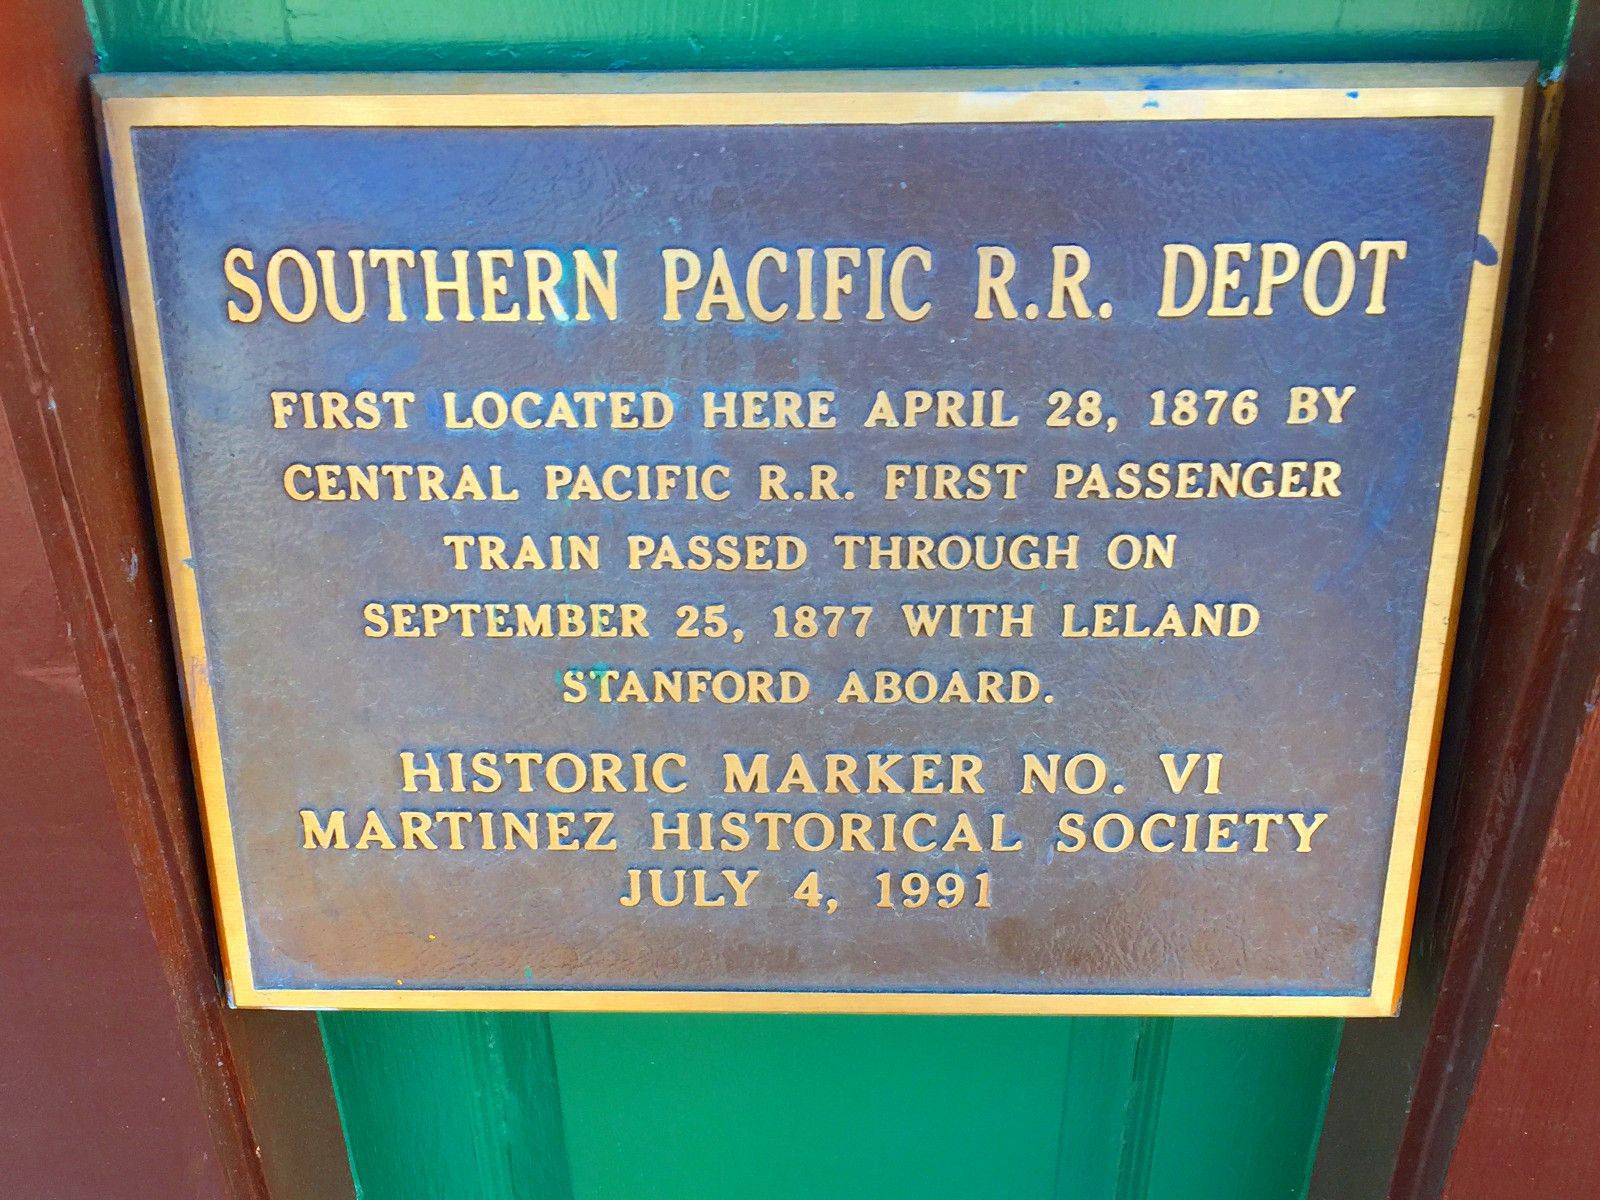 SOUTHERN PACIFIC R.R. DEPOT
FIRST LOCATED HERE APRIL 28, 1876 BY
CENTRAL PACIFIC R.R. FIRST PASSENGER
TRAIN PASSED THROUGH ON
SEPTEMBER 25, 1877 WITH LELAND
STANFORD ABOARD.
HISTORIC MARKER NO. VI
MARTINEZ HISTORICAL SOCIETY
JULY 4, 1991